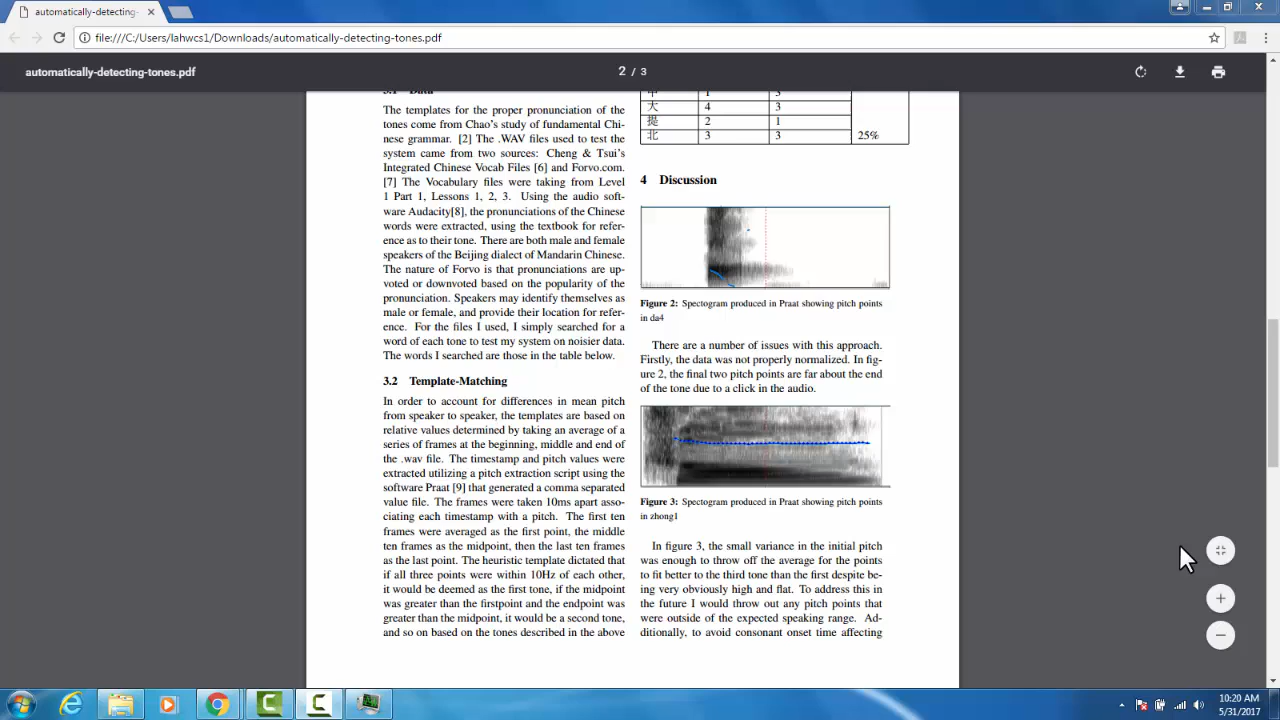 automatically-detecting-
file:///C:/Users/lahwcs1/Downloads/automatically-detecting-tones.pdf
automatically-detecting-tones.pdf
2 / 3
3.1 Data
The templates for the proper pronunciation of the
tones come from Chao's study of fundamental Chi-
nese grammar. [2] The .WAV files used to test the
system came from two sources: Cheng & Tsui's
Integrated Chinese Vocab Files [6] and Forvo.com.
[7] The Vocabulary files were taking from Level
1 Part 1, Lessons 1, 2, 3. Using the audio soft-
ware Audacity[8], the pronunciations of the Chinese
words were extracted, using the textbook for refer-
ence as to their tone. There are both male and female
speakers of the Beijing dialect of Mandarin Chinese.
The nature of Forvo is that pronunciations are up-
voted or downvoted based on the popularity of the
pronunciation. Speakers may identify themselves as
male or female, and provide their location for refer-
ence. For the files I used, I simply searched for a
word of each tone to test my system on noisier data.
The words I searched are those in the table below.
3.2 Template-Matching
In order to account for differences in mean pitch
from speaker to speaker, the templates are based on
relative values determined by taking an average of a
series of frames at the beginning, middle and end of
the .wav file. The timestamp and pitch values were
extracted utilizing a pitch extraction script using the
software Praat [9] that generated a comma separated
value file. The frames were taken 10ms apart asso-
ciating each timestamp with a pitch. The first ten
frames were averaged as the first point, the middle
ten frames as the midpoint, then the last ten frames
as the last point. The heuristic template dictated that
if all three points were within 10Hz of each other,
it would be deemed as the first tone, if the midpoint
was greater than the firstpoint and the endpoint was
greater than the midpoint, it would be a second tone,
and so on based on the tones described in the above
中 1 3
大 4 3
提 2 1
北 3 3 25%
4 Discussion
Figure 2: Spectogram produced in Praat showing pitch points
in da4
There are a number of issues with this approach.
Firstly, the data was not properly normalized. In fig-
ure 2, the final two pitch points are far about the end
of the tone due to a click in the audio.
Figure 3: Spectogram produced in Praat showing pitch points
in zhong1
In figure 3, the small variance in the initial pitch
was enough to throw off the average for the points
to fit better to the third tone than the first despite be-
ing very obviously high and flat. To address this in
the future I would throw out any pitch points that
were outside of the expected speaking range. Ad-
ditionally, to avoid consonant onset time affecting
10:20 AM
5/31/2017